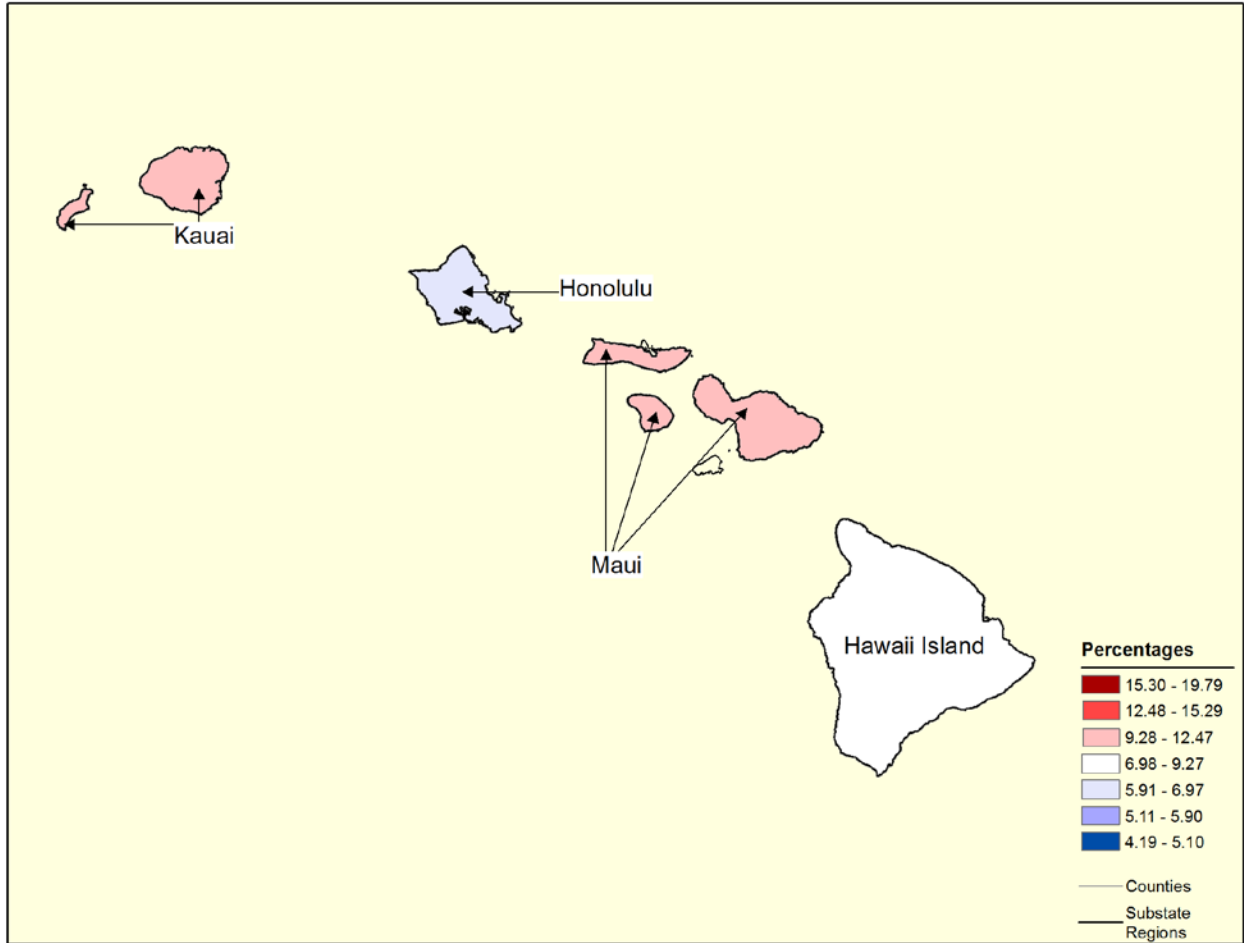 Kauai
Honolulu
Maui
Hawaii Island
Percentages
15.30 - 19.79
12.48 - 15.29
9.28 - 12.47
6.98 - 9.27
5.91 - 6.97
5.11 - 5.90
4.19 - 5.10
Counties
Substate
Regions